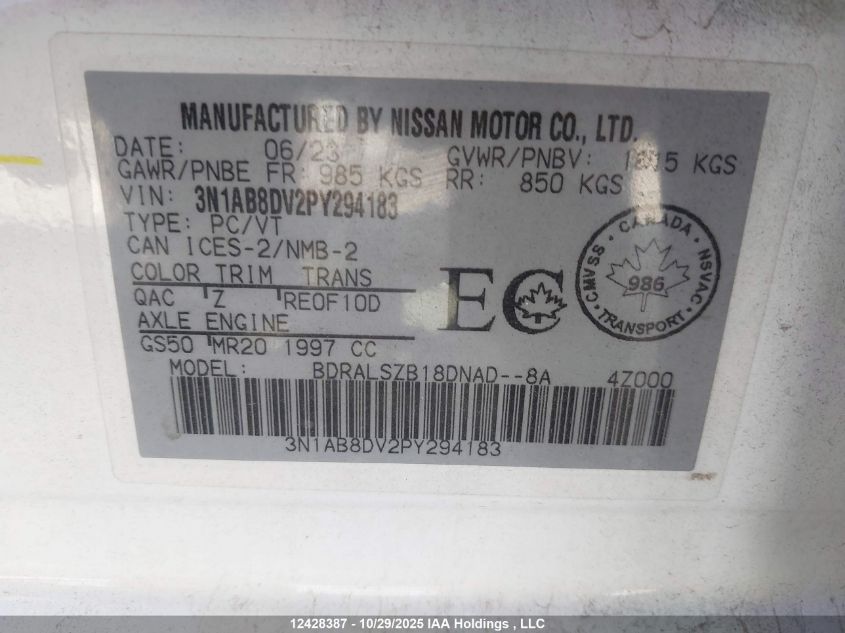 MANUFACTURED BY NISSAN MOTOR CO., LTD.
DATE: 06/23 GVWR/PNBV: KGS
GAWR/PNBE FR: 985 KGS RR: 850 KGS
VIN: 3N1AB8DV2PY294183
TYPE: PC/VT
CAN ICES-2/NMB-2
COLOR TRIM TRANS
QAC Z RE0F10D
AXLE ENGINE
GS50 MR20 1997 CC
EC
CANADA
CMVSS 986 NSVAC
TRANSPORT
MODEL: BDRALSZB18DNAD--8A 4Z000
3N1AB8DV2PY294183
12428387 - 10/29/2025 IAA Holdings, LLC - Copyright 2025